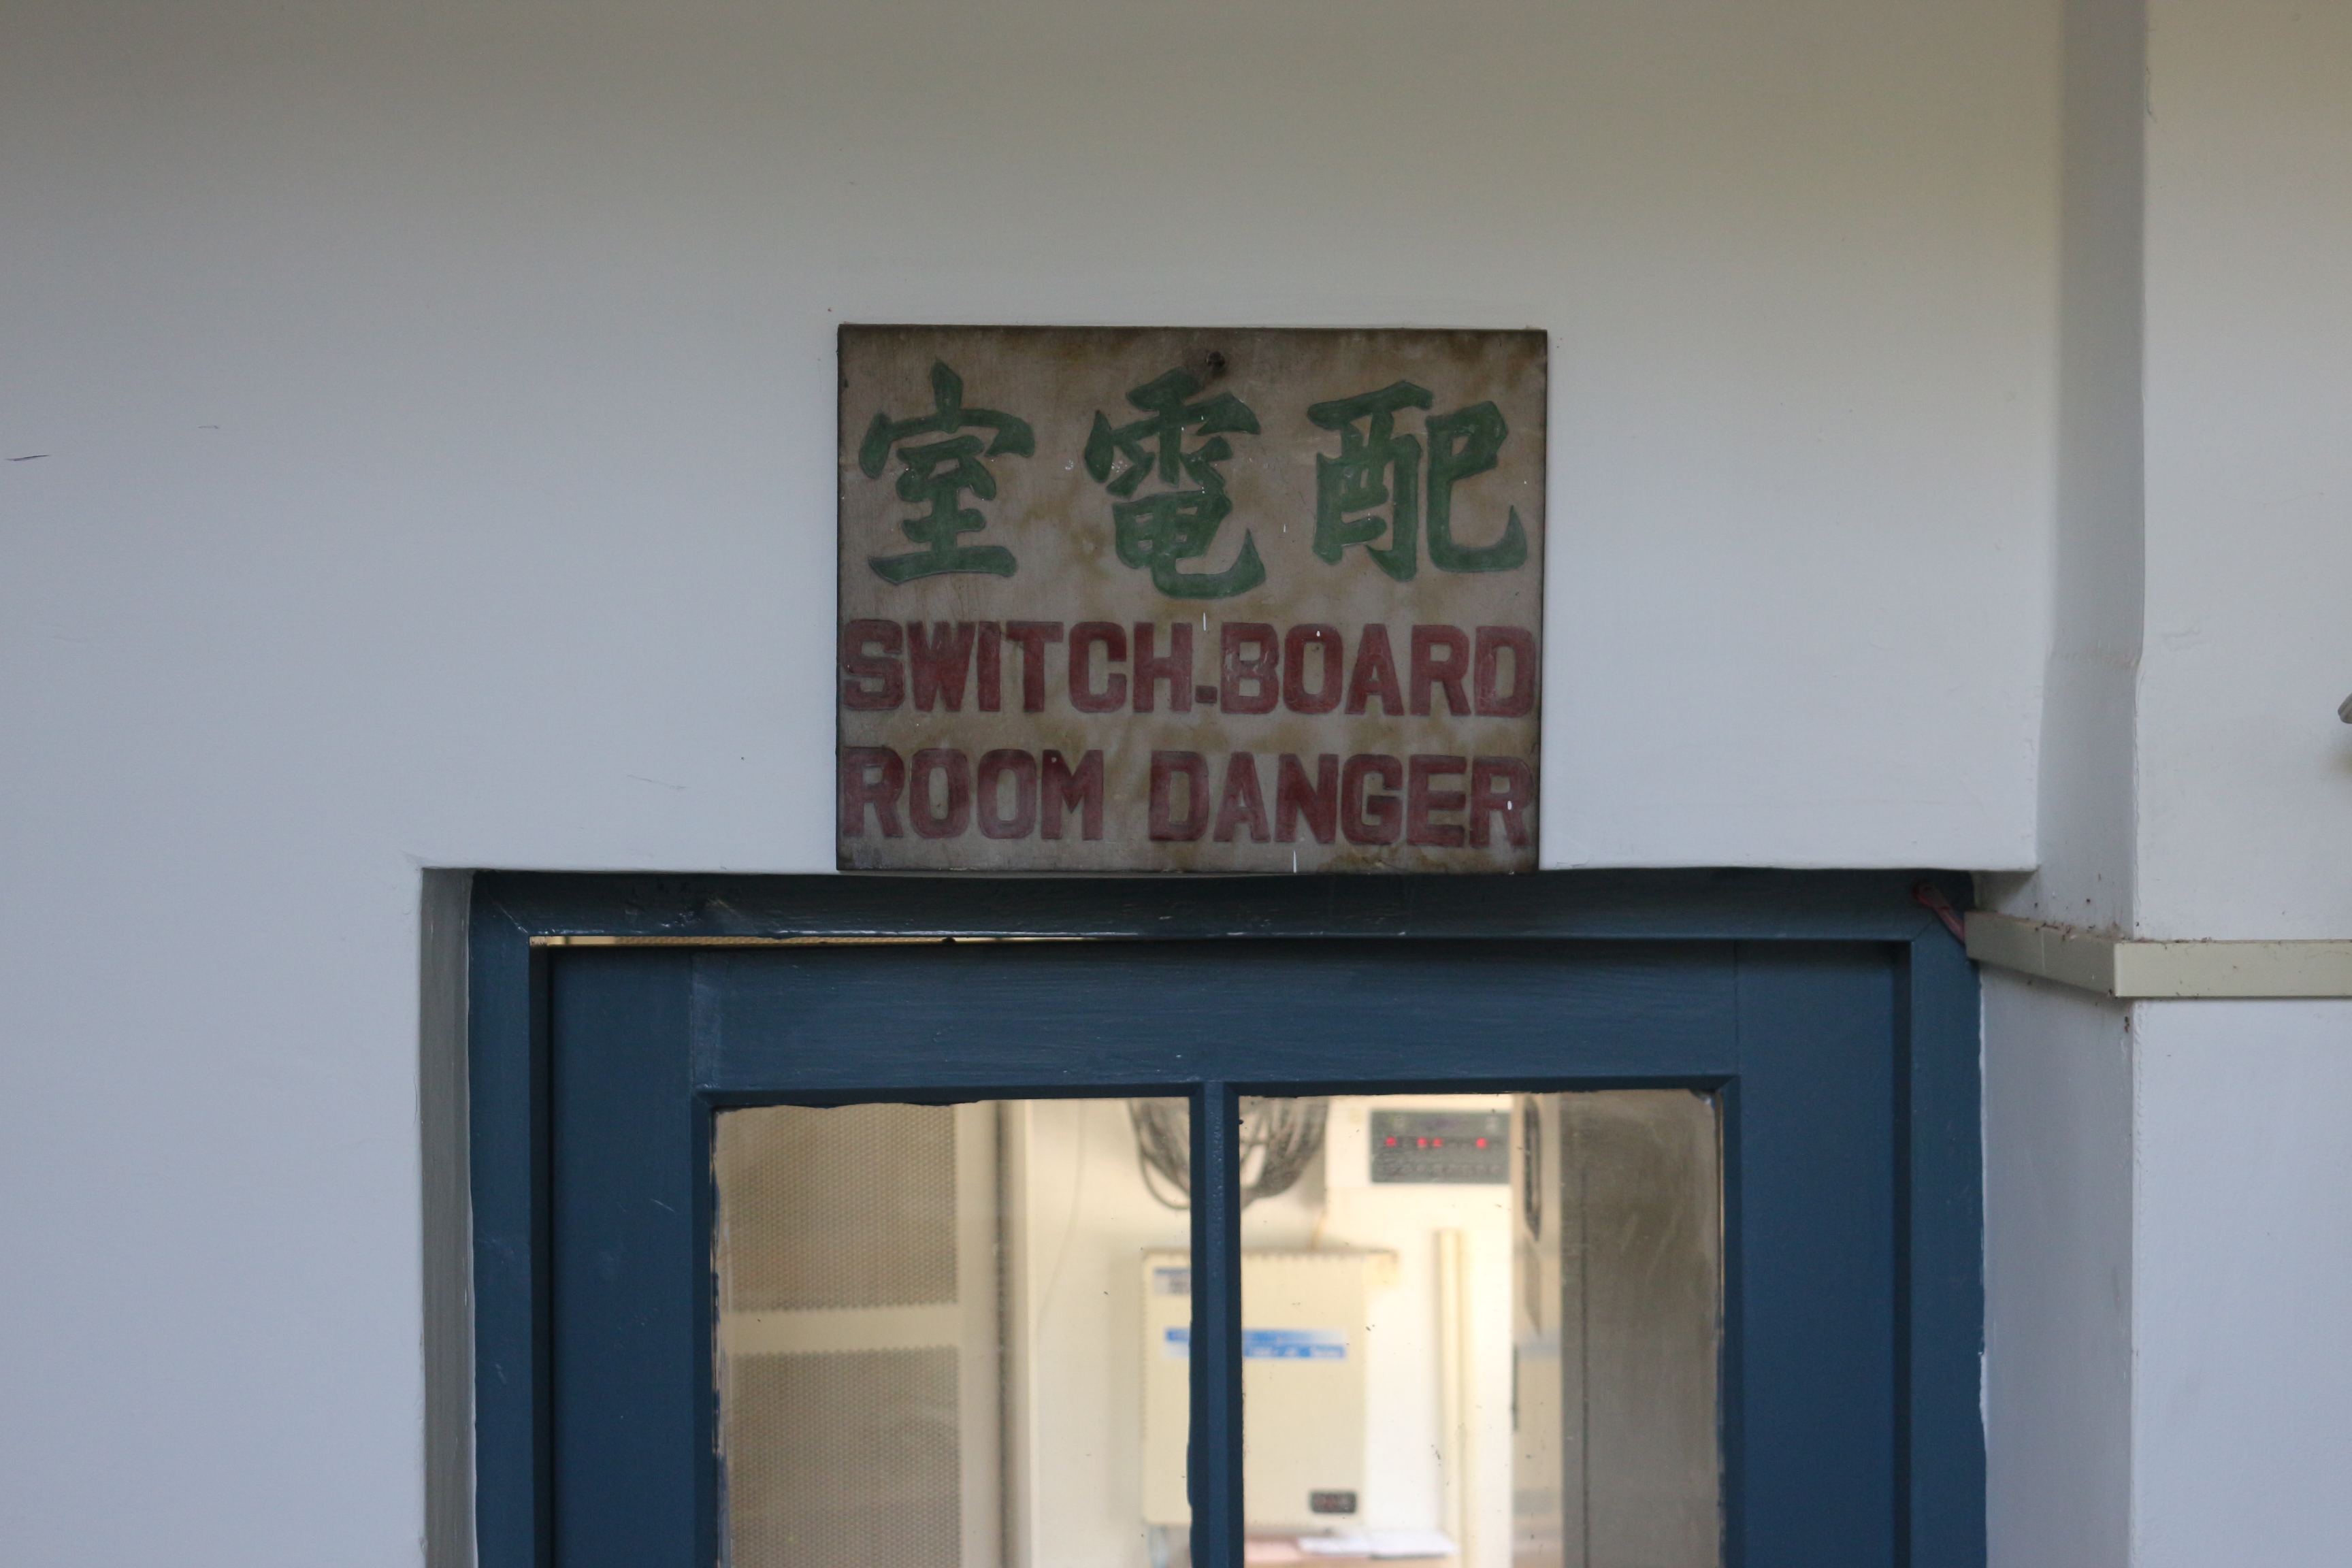 配電室
SWITCH-BOARD
ROOM DANGER